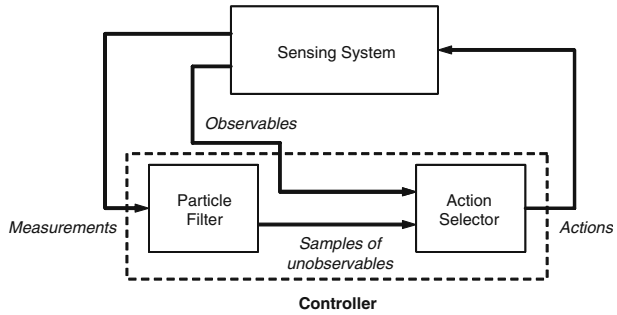 Sensing System
Observables
Particle
Filter
Action
Selector
Measurements
Actions
Samples of
unobservables
Controller